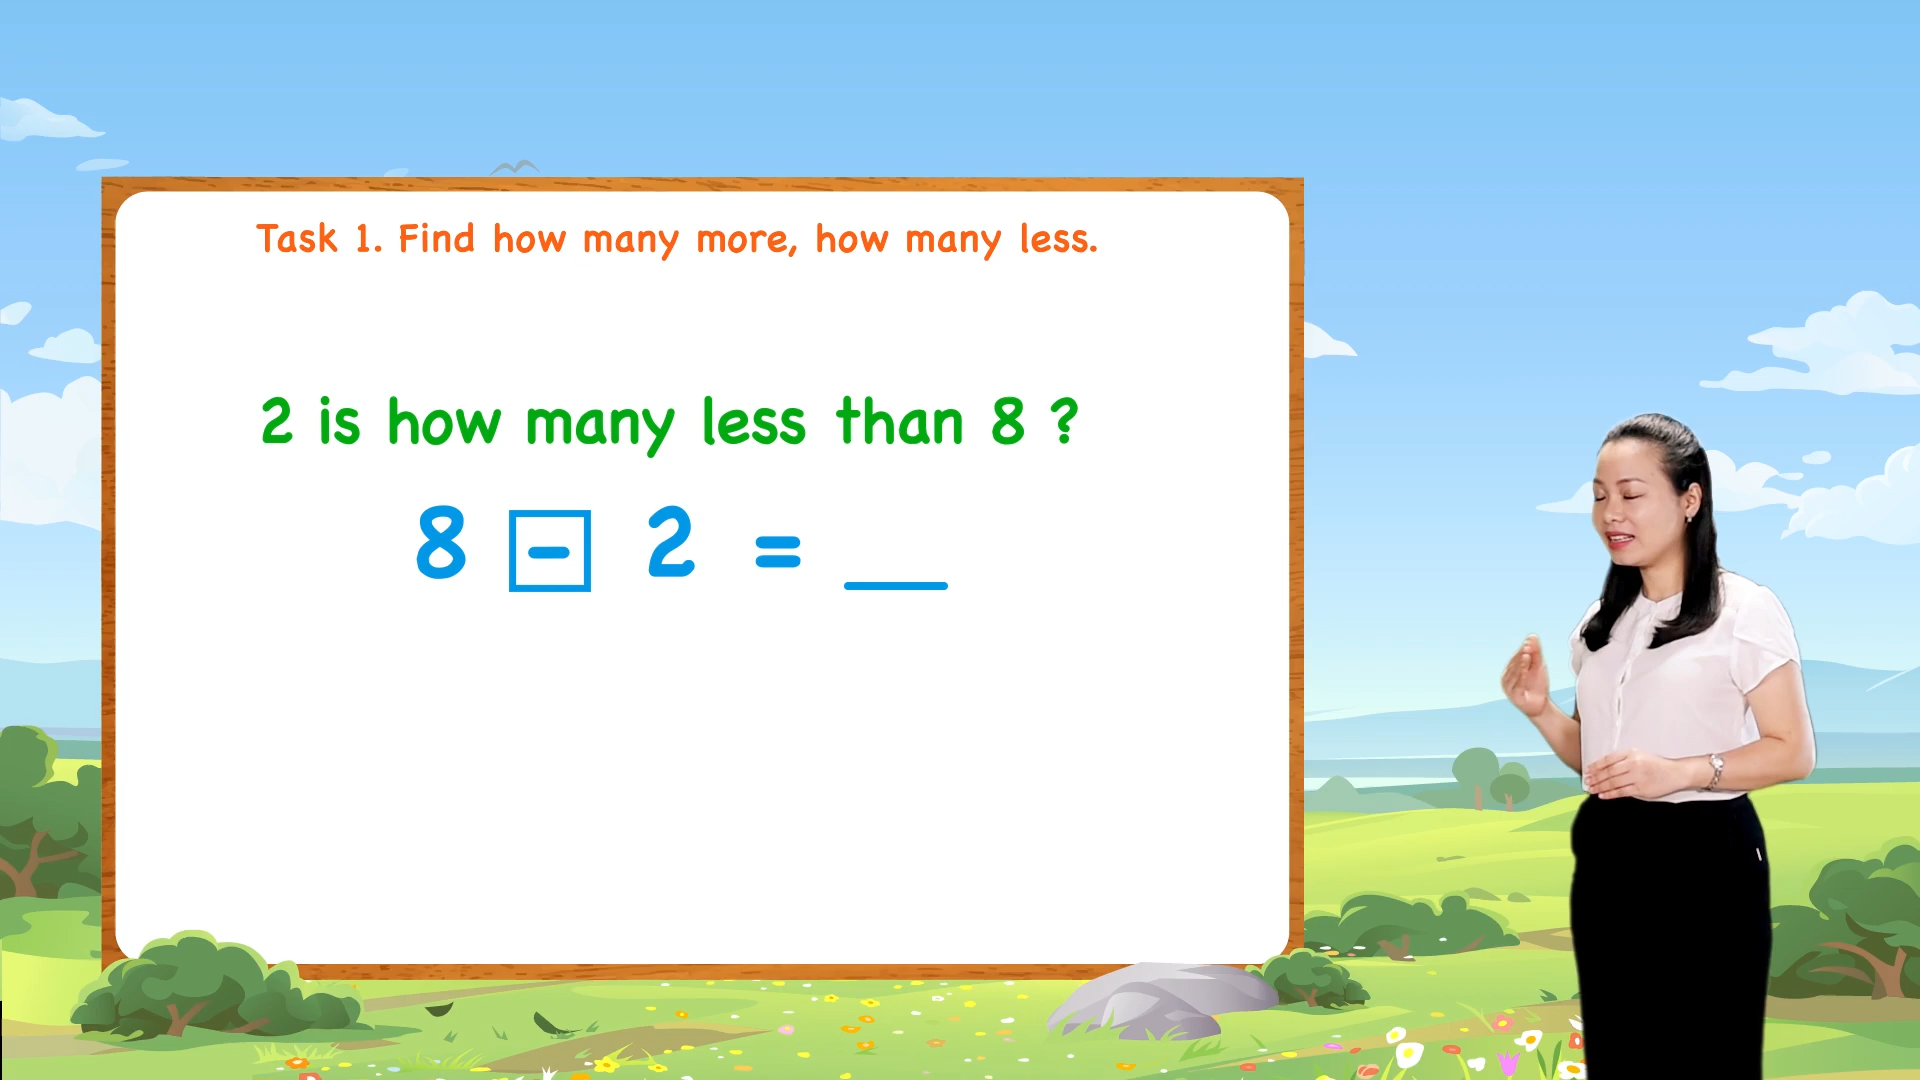 Task 1. Find how many more, how many less.
2 is how many less than 8 ?
8 - 2 = __